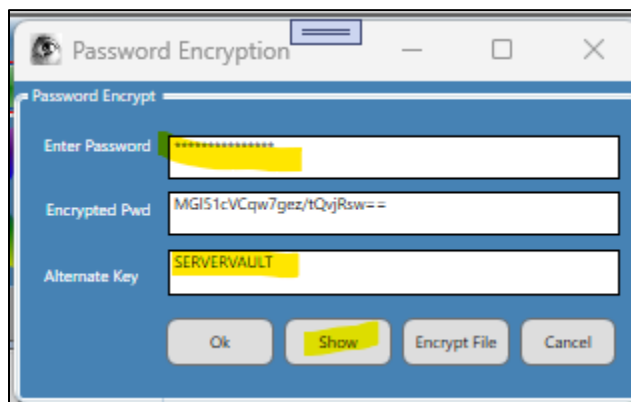 Password Encryption
Password Encrypt
Enter Password ***************
Encrypted Pwd MGI51cVCqw7gez/tQvjRsw==
Alternate Key SERVERVAULT
Ok Show Encrypt File Cancel